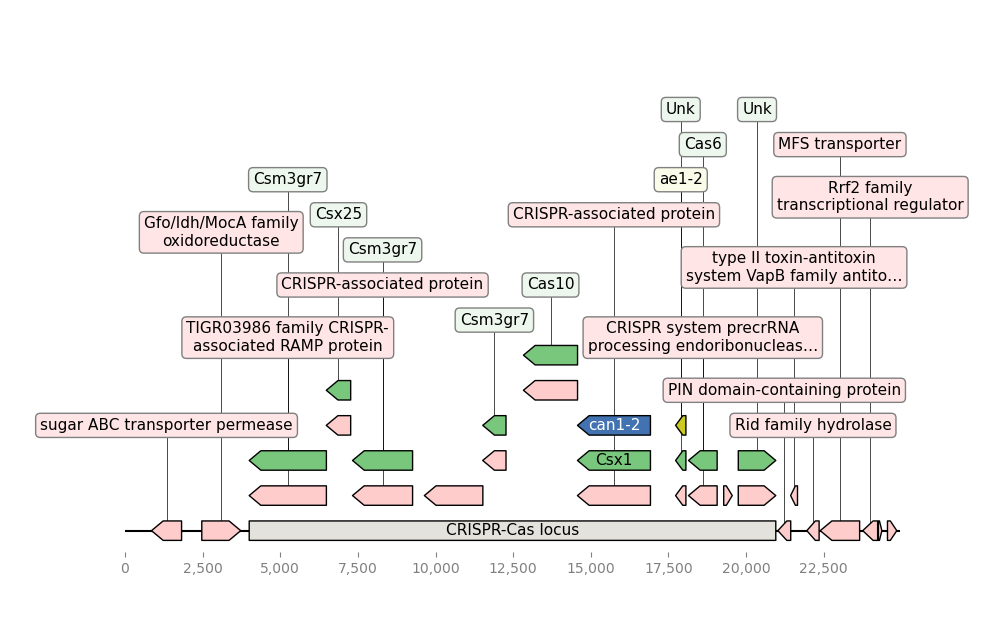 Unk
Unk
Cas6
MFS transporter
Csm3gr7
ae1-2
Rrf2 family
transcriptional regulator
Gfo/Idh/MocA family
oxidoreductase
Csx25
CRISPR-associated protein
Csm3gr7
type II toxin-antitoxin
system VapB family antito…
CRISPR-associated protein
Cas10
TIGR03986 family CRISPR-
associated RAMP protein
Csm3gr7
CRISPR system precrRNA
processing endoribonucleas…
PIN domain-containing protein
sugar ABC transporter permease
can1-2
Rid family hydrolase
Csx1
CRISPR-Cas locus
0
2,500
5,000
7,500
10,000
12,500
15,000
17,500
20,000
22,500